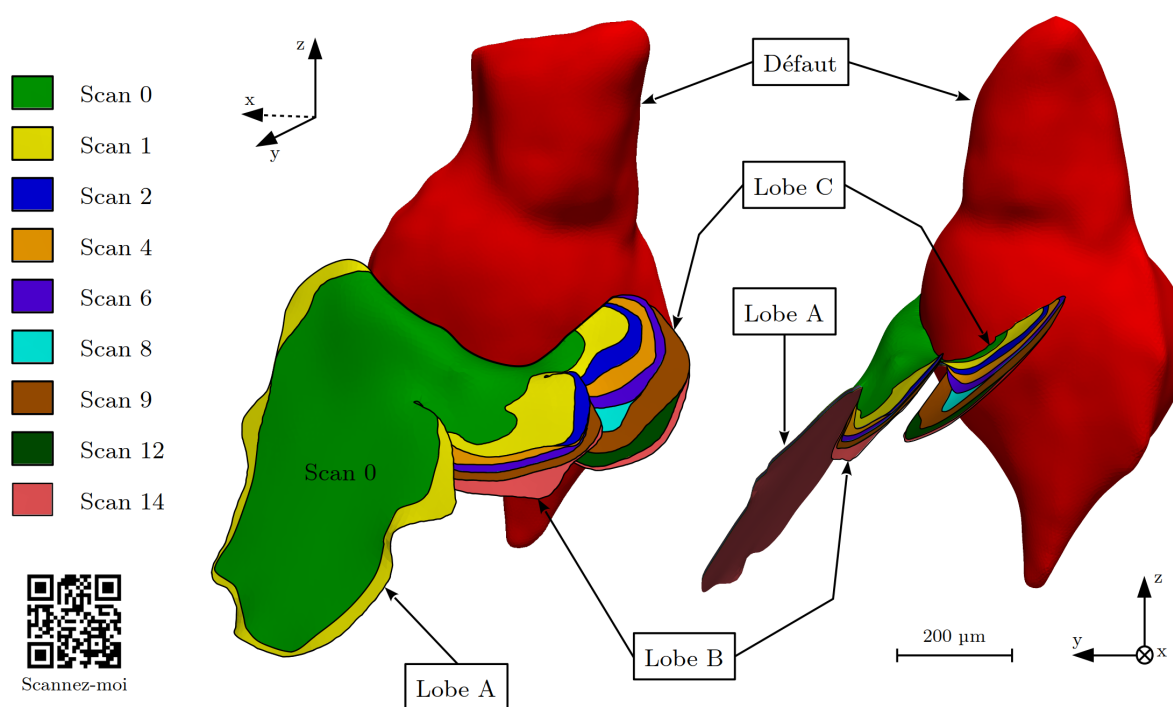 z
x
y
Défaut
Scan 0
Scan 1
Scan 2
Scan 4
Scan 6
Scan 8
Scan 9
Scan 12
Scan 14
Lobe C
Lobe A
Scan 0
Scannez-moi
Lobe A
Lobe B
200 µm
z
y
x